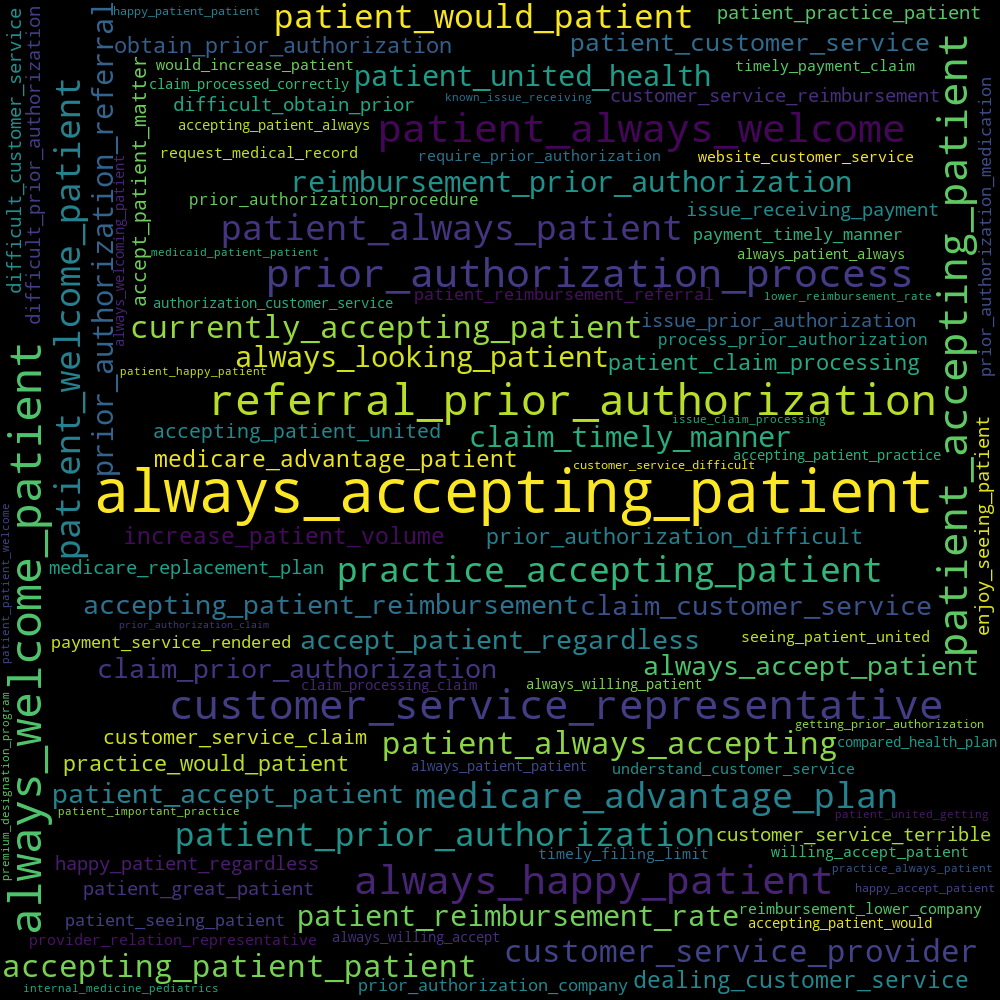 happy_patient_patient
patient_would_patient
patient_practice_patient
obtain_prior_authorization
patient_customer_service
would_increase_patient
patient_united_health
timely_payment_claim
claim_processed_correctly
difficult_obtain_prior
known_issue_receiving
customer_service_reimbursement
accepting_patient_always
patient_always_welcome
request_medical_record
require_prior_authorization
website_customer_service
reimbursement_prior_authorization
prior_authorization_procedure
issue_receiving_payment
patient_always_patient
payment_timely_manner
medicaid_patient_patient
always_patient_always
prior_authorization_process
authorization_customer_service
patient_reimbursement_referral
lower_reimbursement_rate
currently_accepting_patient
issue_prior_authorization
process_prior_authorization
always_looking_patient
patient_claim_processing
patient_happy_patient
referral_prior_authorization
issue_claim_processing
accepting_patient_united
claim_timely_manner
medicare_advantage_patient
customer_service_difficult
accepting_patient_practice
always_accepting_patient
increase_patient_volume
prior_authorization_difficult
medicare_replacement_plan
practice_accepting_patient
accepting_patient_reimbursement
claim_customer_service
prior_authorization_claim
payment_service_rendered
accept_patient_regardless
seeing_patient_united
claim_prior_authorization
always_accept_patient
claim_processing_claim
always_willing_patient
customer_service_representative
getting_prior_authorization
customer_service_claim
patient_always_accepting
compared_health_plan
practice_would_patient
always_patient_patient
understand_customer_service
patient_accept_patient
medicare_advantage_plan
patient_important_practice
patient_united_getting
patient_prior_authorization
customer_service_terrible
timely_filing_limit
willing_accept_patient
happy_patient_regardless
always_happy_patient
practice_always_patient
patient_great_patient
happy_accept_patient
patient_seeing_patient
patient_reimbursement_rate
reimbursement_lower_company
accepting_patient_would
provider_relation_representative
always_willing_accept
customer_service_provider
accepting_patient_patient
dealing_customer_service
internal_medicine_pediatrics
prior_authorization_company
difficult_customer_service
difficult_prior_authorization
patient_welcome_patient
prior_authorization_referral
always_welcoming_patient
accept_patient_matter
always_welcome_patient
patient_patient_welcome
premium_designation_program
patient_accepting_patient
prior_authorization_medication
enjoy_seeing_patient